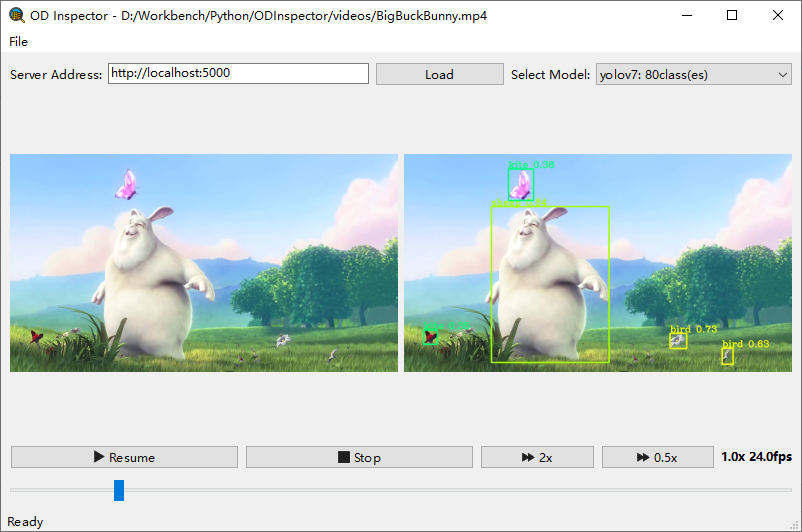 OD Inspector - D:/Workbench/Python/ODInspector/videos/BigBuckBunny.mp4
File
Server Address: http://localhost:5000 Load Select Model: yolov7: 80class(es)
kite 0.36
bird 0.73
bird 0.63
Resume Stop 2x 0.5x 1.0x 24.0fps
Ready